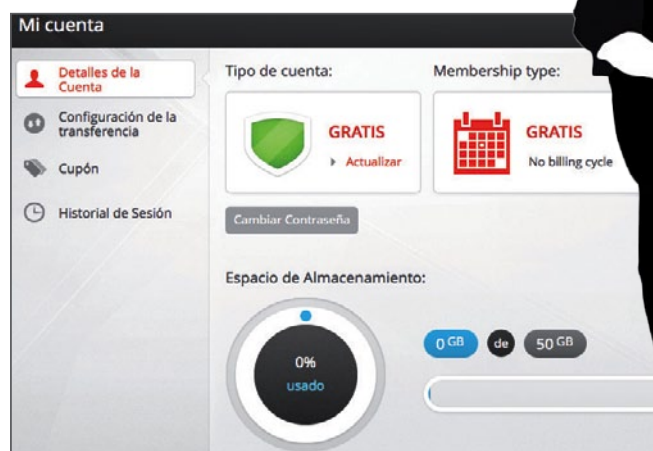 Mi cuenta
Detalles de la
Cuenta
Configuración de la
transferencia
Cupón
Historial de Sesión
Tipo de cuenta:
GRATIS
Actualizar
Membership type:
GRATIS
No billing cycle
Cambiar Contraseña
Espacio de Almacenamiento:
0%
usado
0 GB de 50 GB